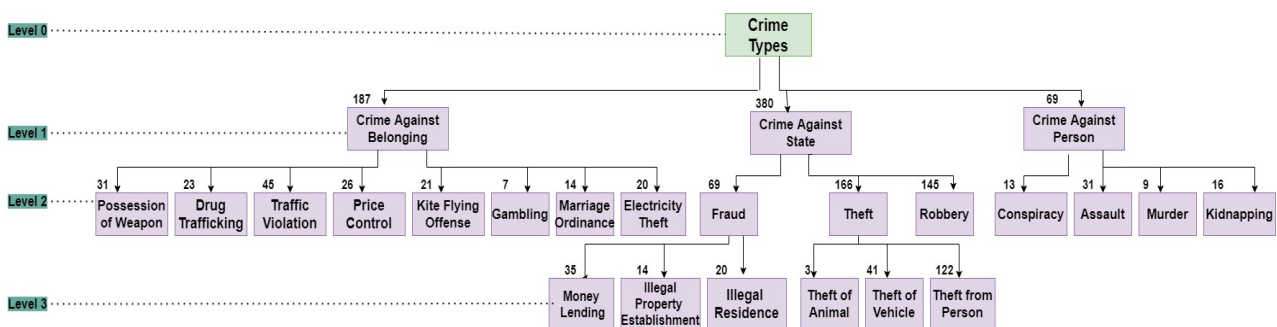 Level 0
Crime
Types
187
380
69
Level 1
Crime Against
Belonging
Crime Against
State
Crime Against
Person
31
23
45
26
21
7
14
20
69
166
145
13
31
9
16
Level 2
Possession
of Weapon
Drug
Trafficking
Traffic
Violation
Price
Control
Kite Flying
Offense
Gambling
Marriage
Ordinance
Electricity
Theft
Fraud
Theft
Robbery
Conspiracy
Assault
Murder
Kidnapping
35
14
20
3
41
122
Level 3
Money
Lending
Illegal
Property
Establishment
Illegal
Residence
Theft of
Animal
Theft of
Vehicle
Theft from
Person